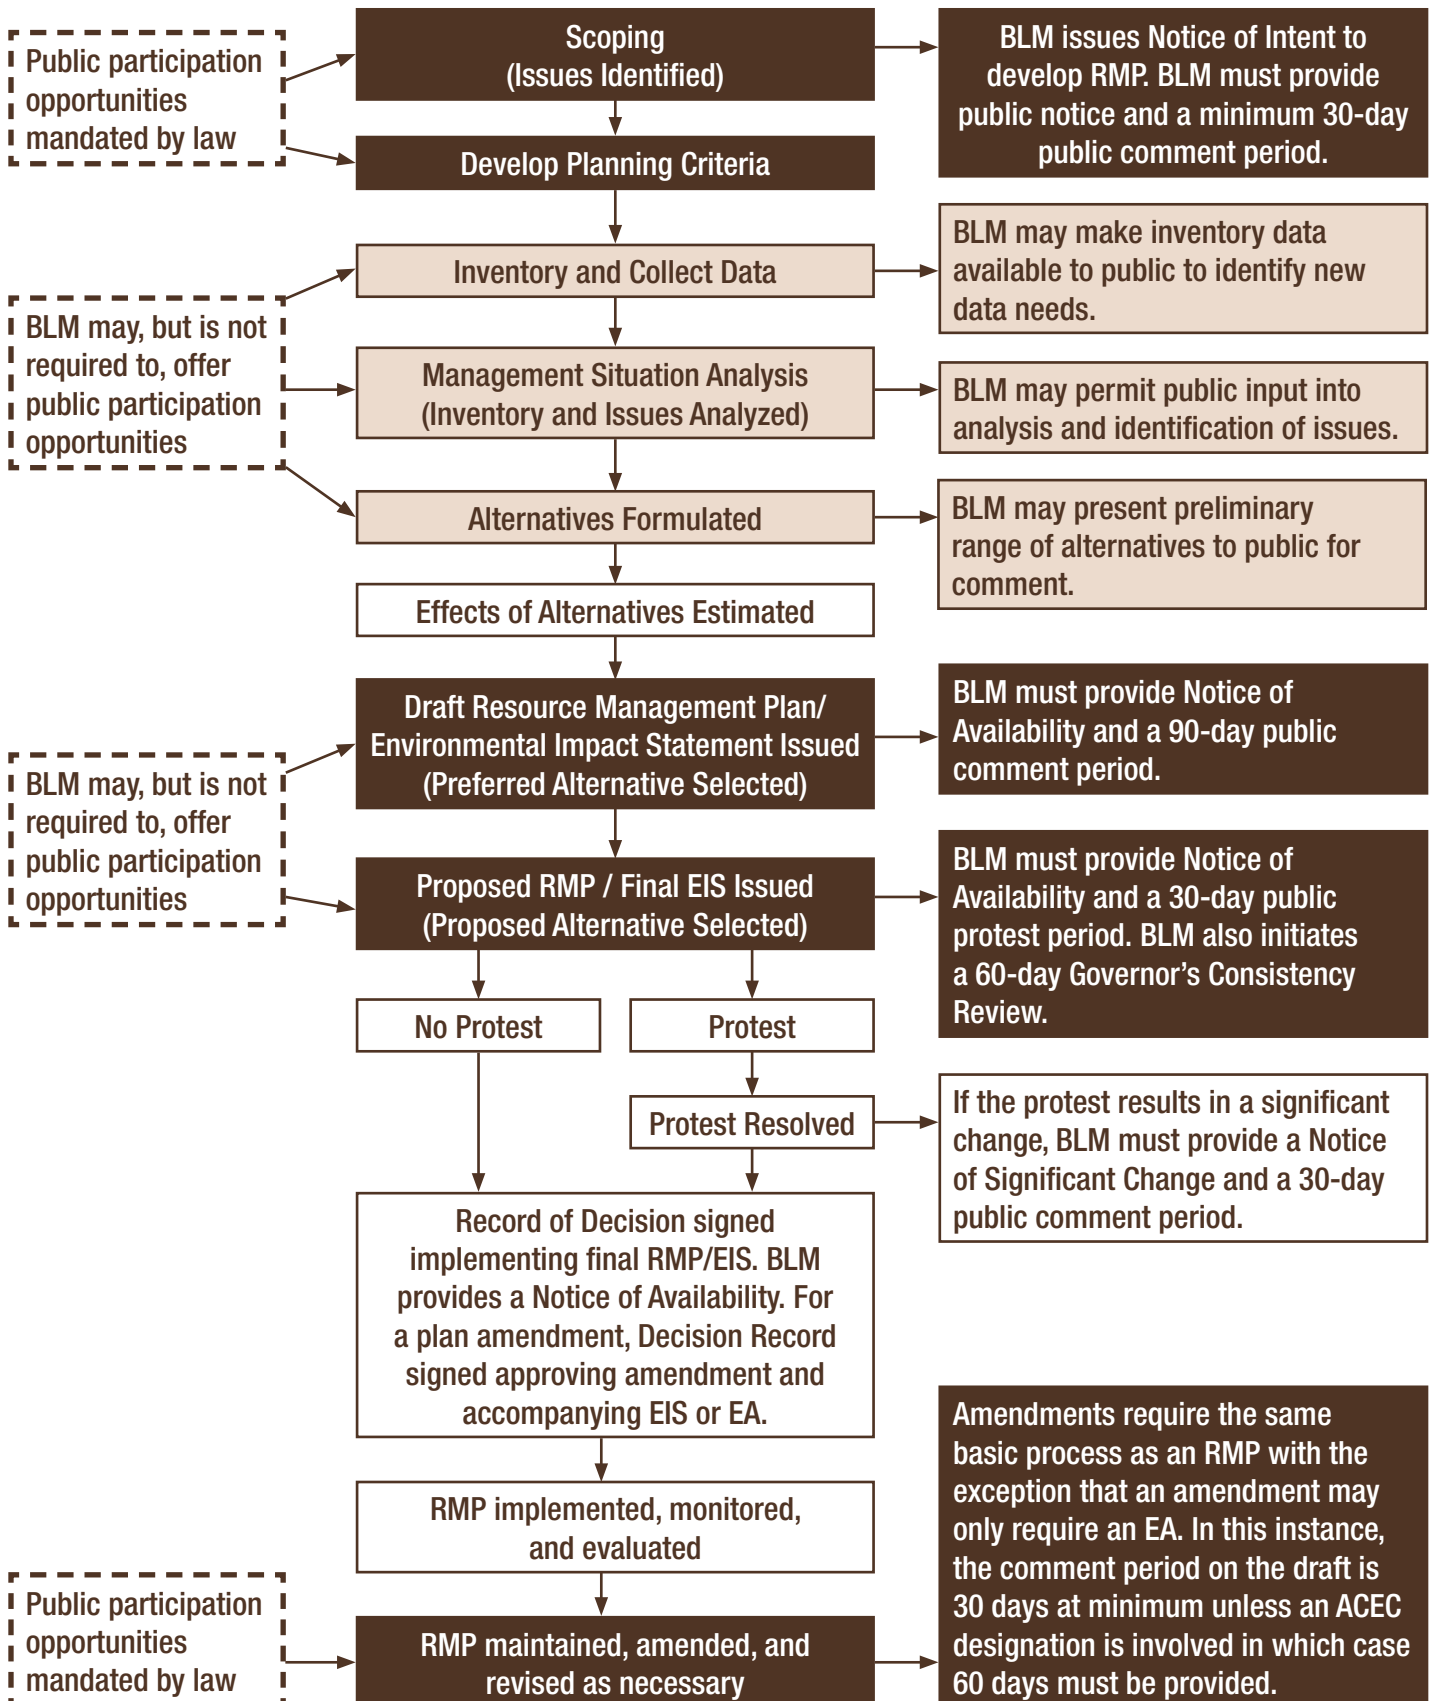 Public participation
opportunities
mandated by law
Scoping
(Issues Identified)
BLM issues Notice of Intent to
develop RMP. BLM must provide
public notice and a minimum 30-day
public comment period.
Develop Planning Criteria
BLM may, but is not
required to, offer
public participation
opportunities
Inventory and Collect Data
BLM may make inventory data
available to public to identify new
data needs.
Management Situation Analysis
(Inventory and Issues Analyzed)
BLM may permit public input into
analysis and identification of issues.
Alternatives Formulated
BLM may present preliminary
range of alternatives to public for
comment.
Effects of Alternatives Estimated
BLM may, but is not
required to, offer
public participation
opportunities
Draft Resource Management Plan/
Environmental Impact Statement Issued
(Preferred Alternative Selected)
BLM must provide Notice of
Availability and a 90-day public
comment period.
Proposed RMP / Final EIS Issued
(Proposed Alternative Selected)
BLM must provide Notice of
Availability and a 30-day public
protest period. BLM also initiates
a 60-day Governor’s Consistency
Review.
No Protest
Protest
Protest Resolved
If the protest results in a significant
change, BLM must provide a Notice
of Significant Change and a 30-day
public comment period.
Record of Decision signed
implementing final RMP/EIS. BLM
provides a Notice of Availability. For
a plan amendment, Decision Record
signed approving amendment and
accompanying EIS or EA.
RMP implemented, monitored,
and evaluated
Public participation
opportunities
mandated by law
RMP maintained, amended, and
revised as necessary
Amendments require the same
basic process as an RMP with the
exception that an amendment may
only require an EA. In this instance,
the comment period on the draft is
30 days at minimum unless an ACEC
designation is involved in which case
60 days must be provided.